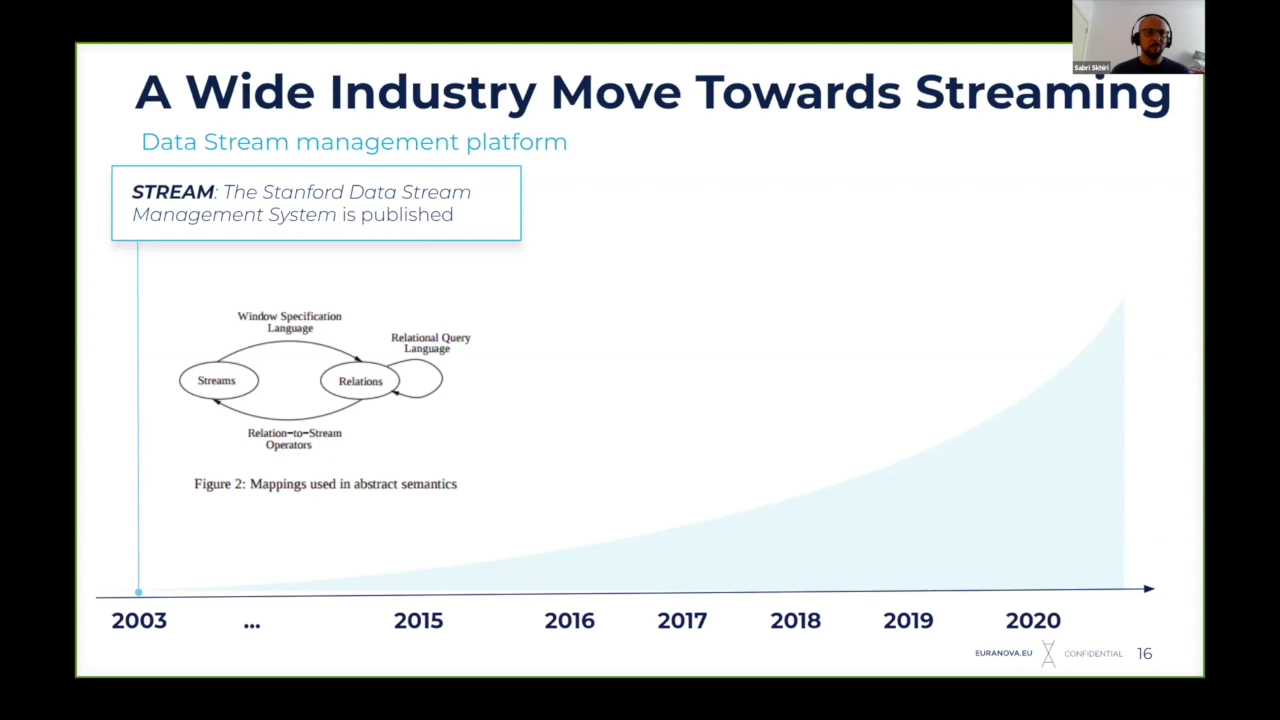 Sabri Skhiri
A Wide Industry Move Towards Streaming
Data Stream management platform
STREAM: The Stanford Data Stream
Management System is published
Window Specification
Language
Relational Query
Language
Streams
Relations
Relation-to-Stream
Operators
Figure 2: Mappings used in abstract semantics
2003 ... 2015 2016 2017 2018 2019 2020
EURANOVA.EU CONFIDENTIAL 16